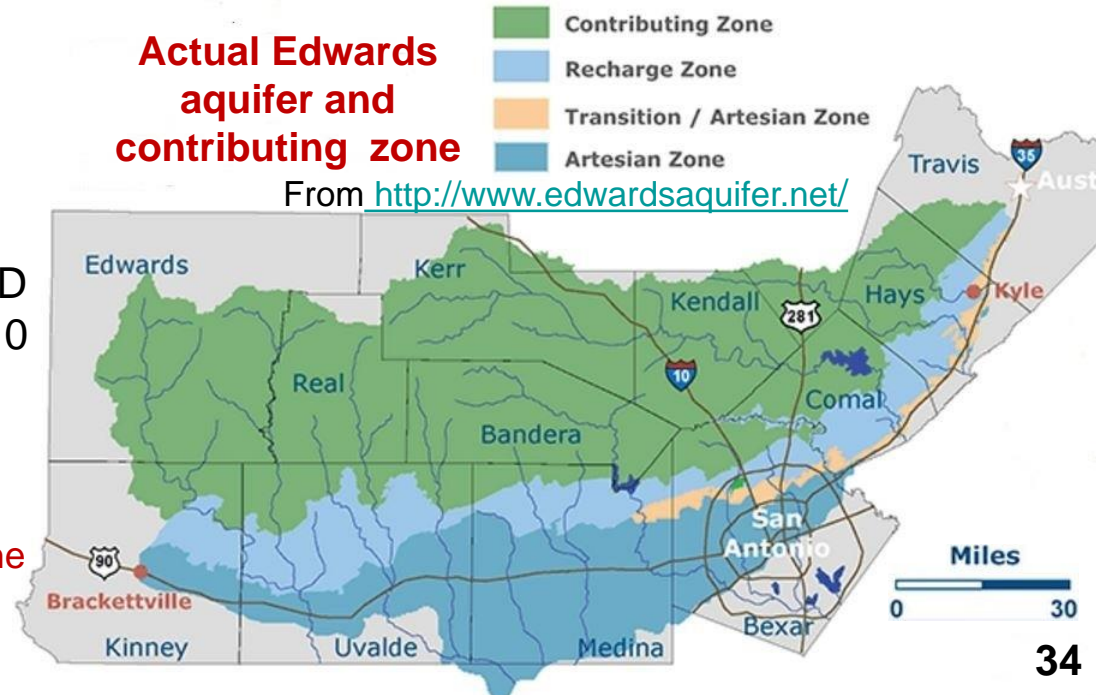 Actual Edwards
aquifer and
contributing zone
Contributing Zone
Recharge Zone
Transition / Artesian Zone
Artesian Zone
From http://www.edwardsaquifer.net/
D
0
ne
Travis
35
Aust
Edwards
Kerr
Kendall
281
Hays
Kyle
10
Real
Comal
Bandera
San
Antonio
90
Brackettville
Miles
0 30
Kinney
Uvalde
Medina
Bexar
34